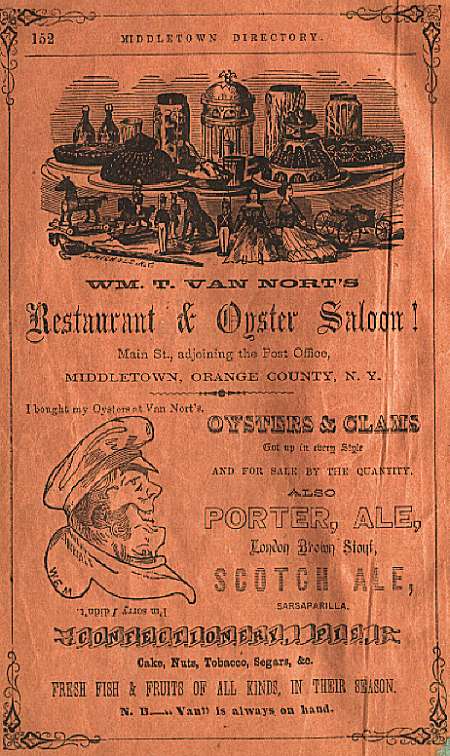 152 MIDDLETOWN DIRECTORY.
WM. T. VAN NORT'S
Restaurant & Oyster Saloon!
Main St., adjoining the Post Office,
MIDDLETOWN, ORANGE COUNTY, N. Y.
I bought my Oysters at Van Nort's.
OYSTERS & CLAMS
Got up in every Style
AND FOR SALE BY THE QUANTITY.
ALSO
PORTER, ALE,
London Brown Stout,
SCOTCH ALE,
SARSAPARILLA.
W.E.M
I'm sorry I didn't.
CONFECTIONERY, PIES,
Cake, Nuts, Tobacco, Segars, &c.
FRESH FISH & FRUITS OF ALL KINDS, IN THEIR SEASON.
N. B.—"Van" is always on hand.